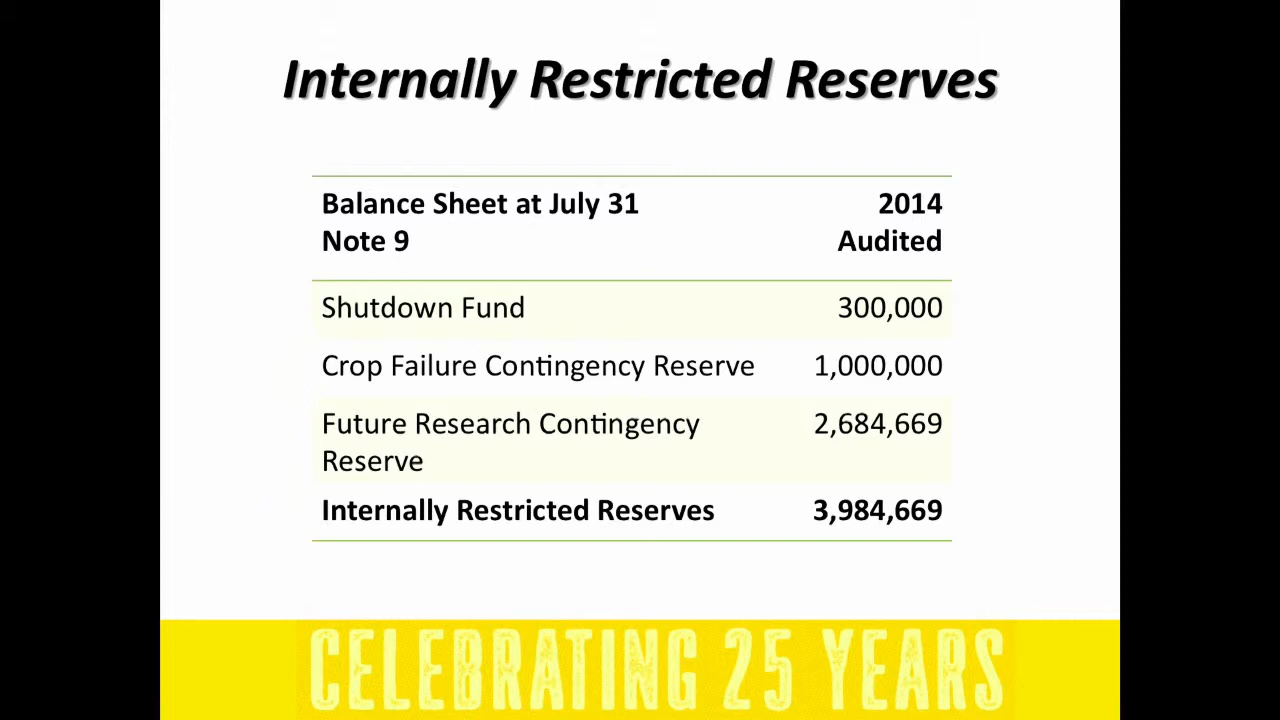 Internally Restricted Reserves
Balance Sheet at July 31 2014
Note 9 Audited
Shutdown Fund 300,000
Crop Failure Contingency Reserve 1,000,000
Future Research Contingency 2,684,669
Reserve
Internally Restricted Reserves 3,984,669
CELEBRATING 25 YEARS